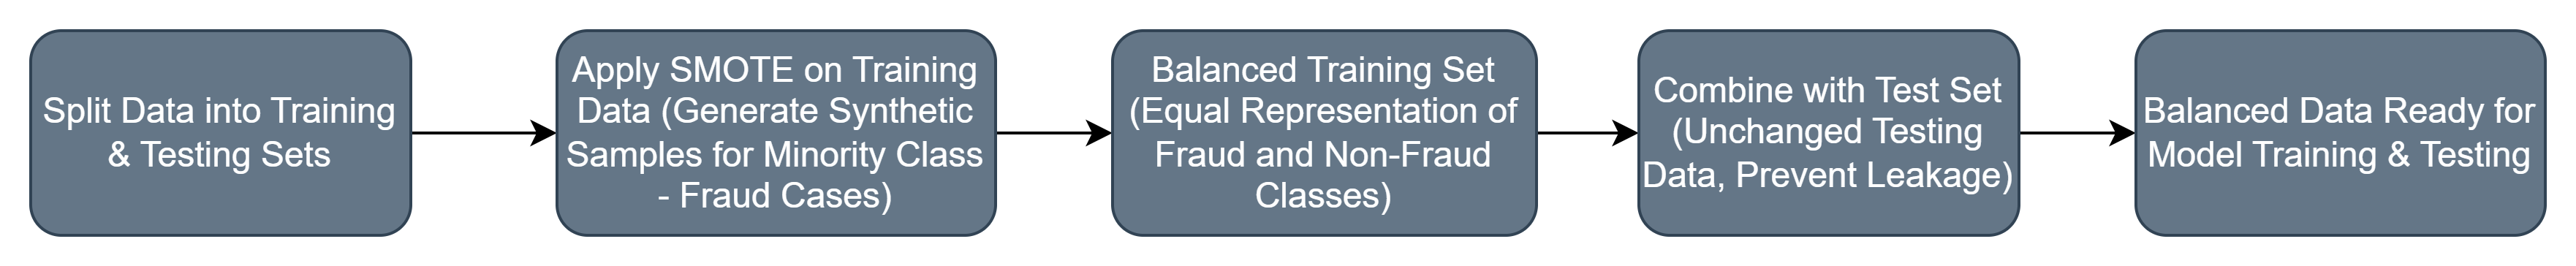 Split Data into Training
& Testing Sets
Apply SMOTE on Training
Data (Generate Synthetic
Samples for Minority Class
- Fraud Cases)
Balanced Training Set
(Equal Representation of
Fraud and Non-Fraud
Classes)
Combine with Test Set
(Unchanged Testing
Data, Prevent Leakage)
Balanced Data Ready for
Model Training & Testing